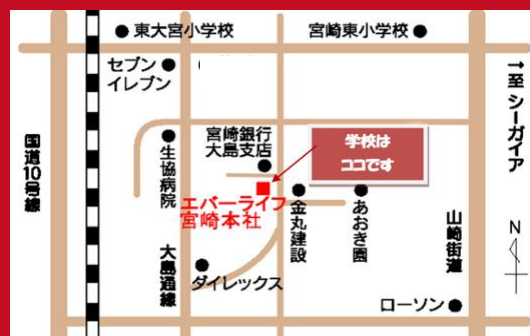 東大宮小学校
宮崎東小学校
セブン
イレブン
→至 シーガイア
国道10号線
生協病院
宮崎銀行
大島支店
学校は
ココです
エバーライフ
宮崎本社
金丸建設
あおき園
山崎街道
N
大島通線
ダイレックス
ローソン